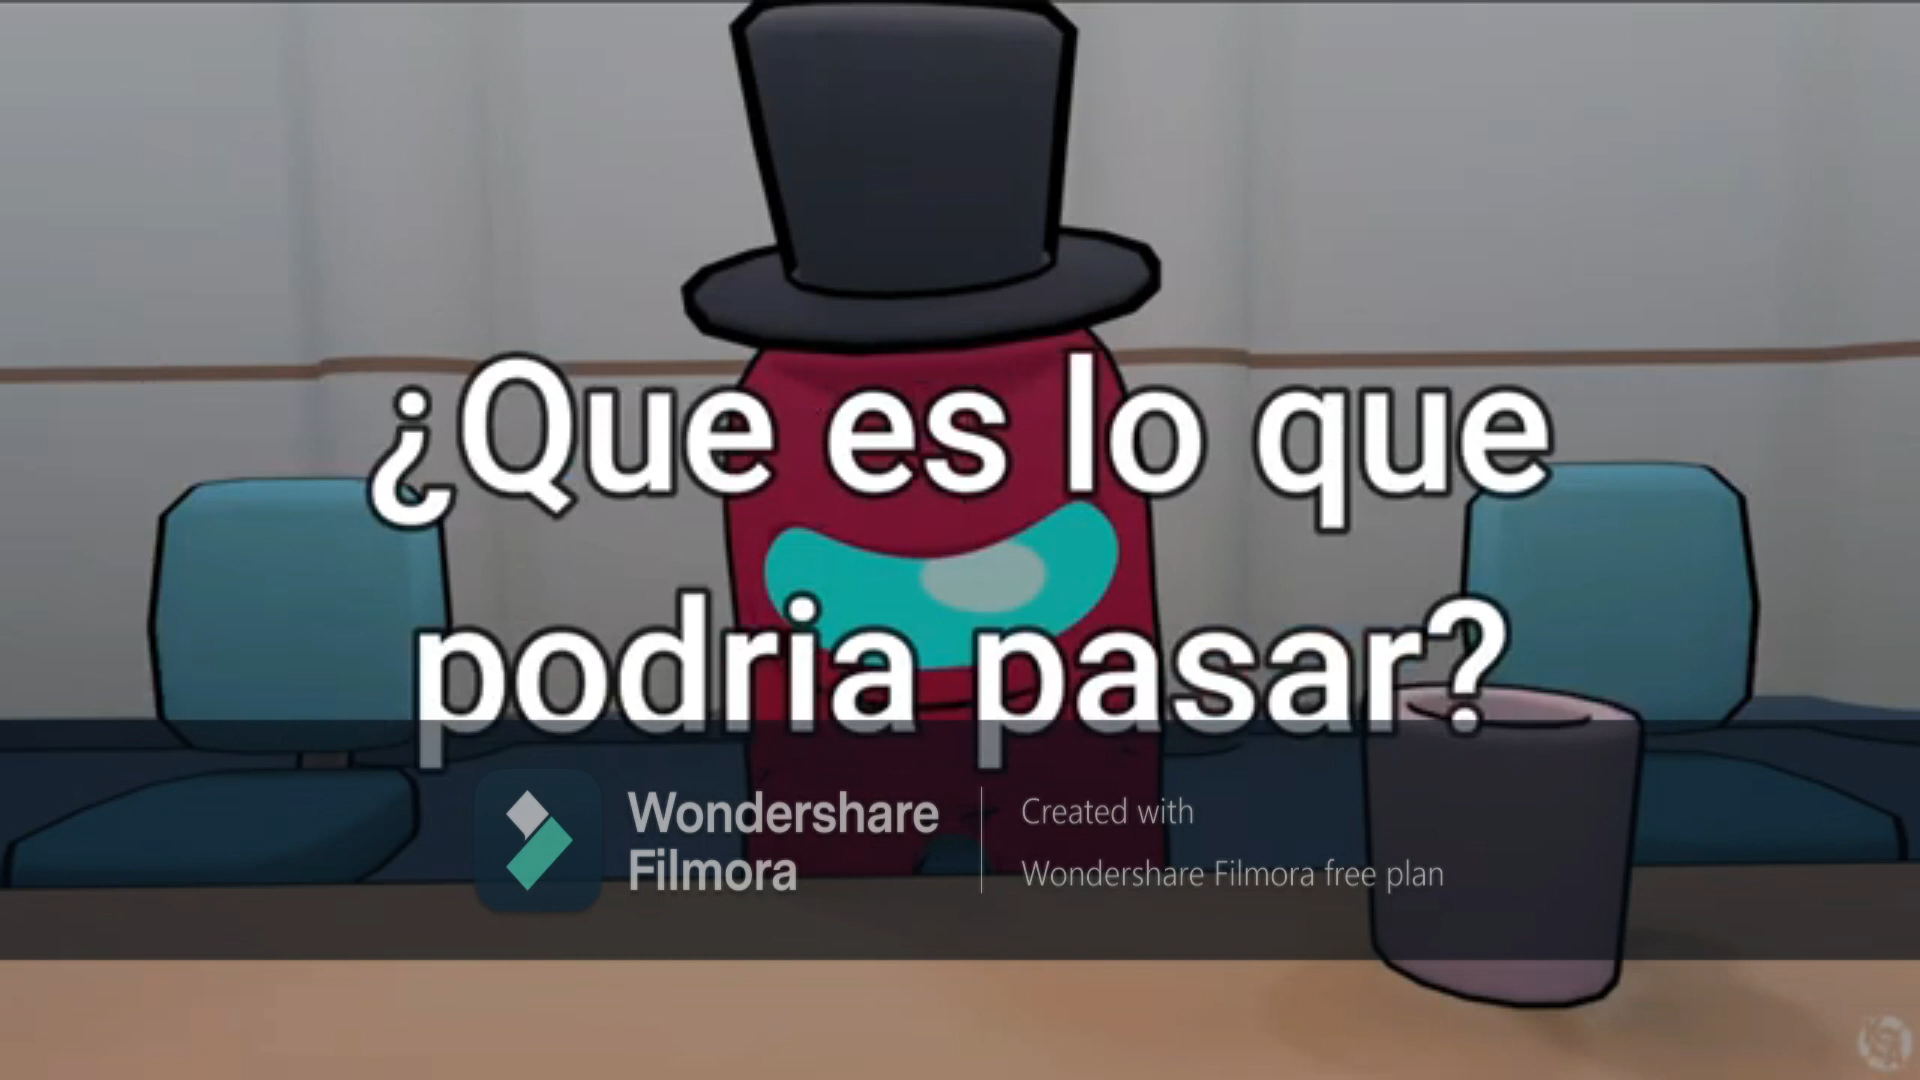 ¿Que es lo que
podria pasar?
Wondershare
Filmora
Created with
Wondershare Filmora free plan